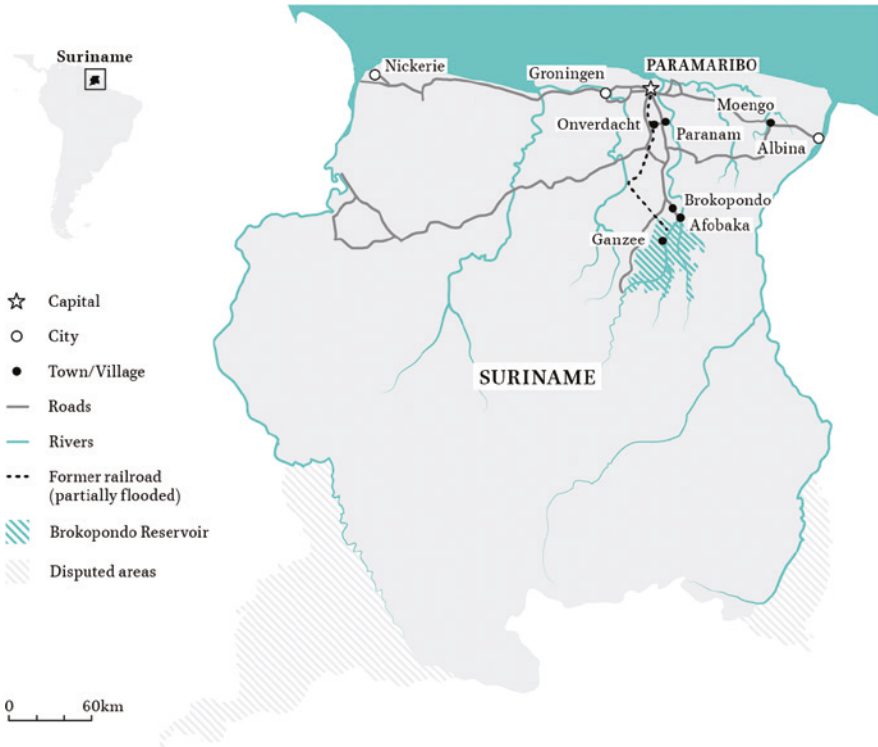 Suriname
Nickerie
Groningen
PARAMARIBO
Moengo
Onverdacht
Paranam
Albina
Brokopondo
Afobaka
Ganzee
SURINAME
Capital
City
Town/Village
Roads
Rivers
Former railroad
(partially flooded)
Brokopondo Reservoir
Disputed areas
0 60km